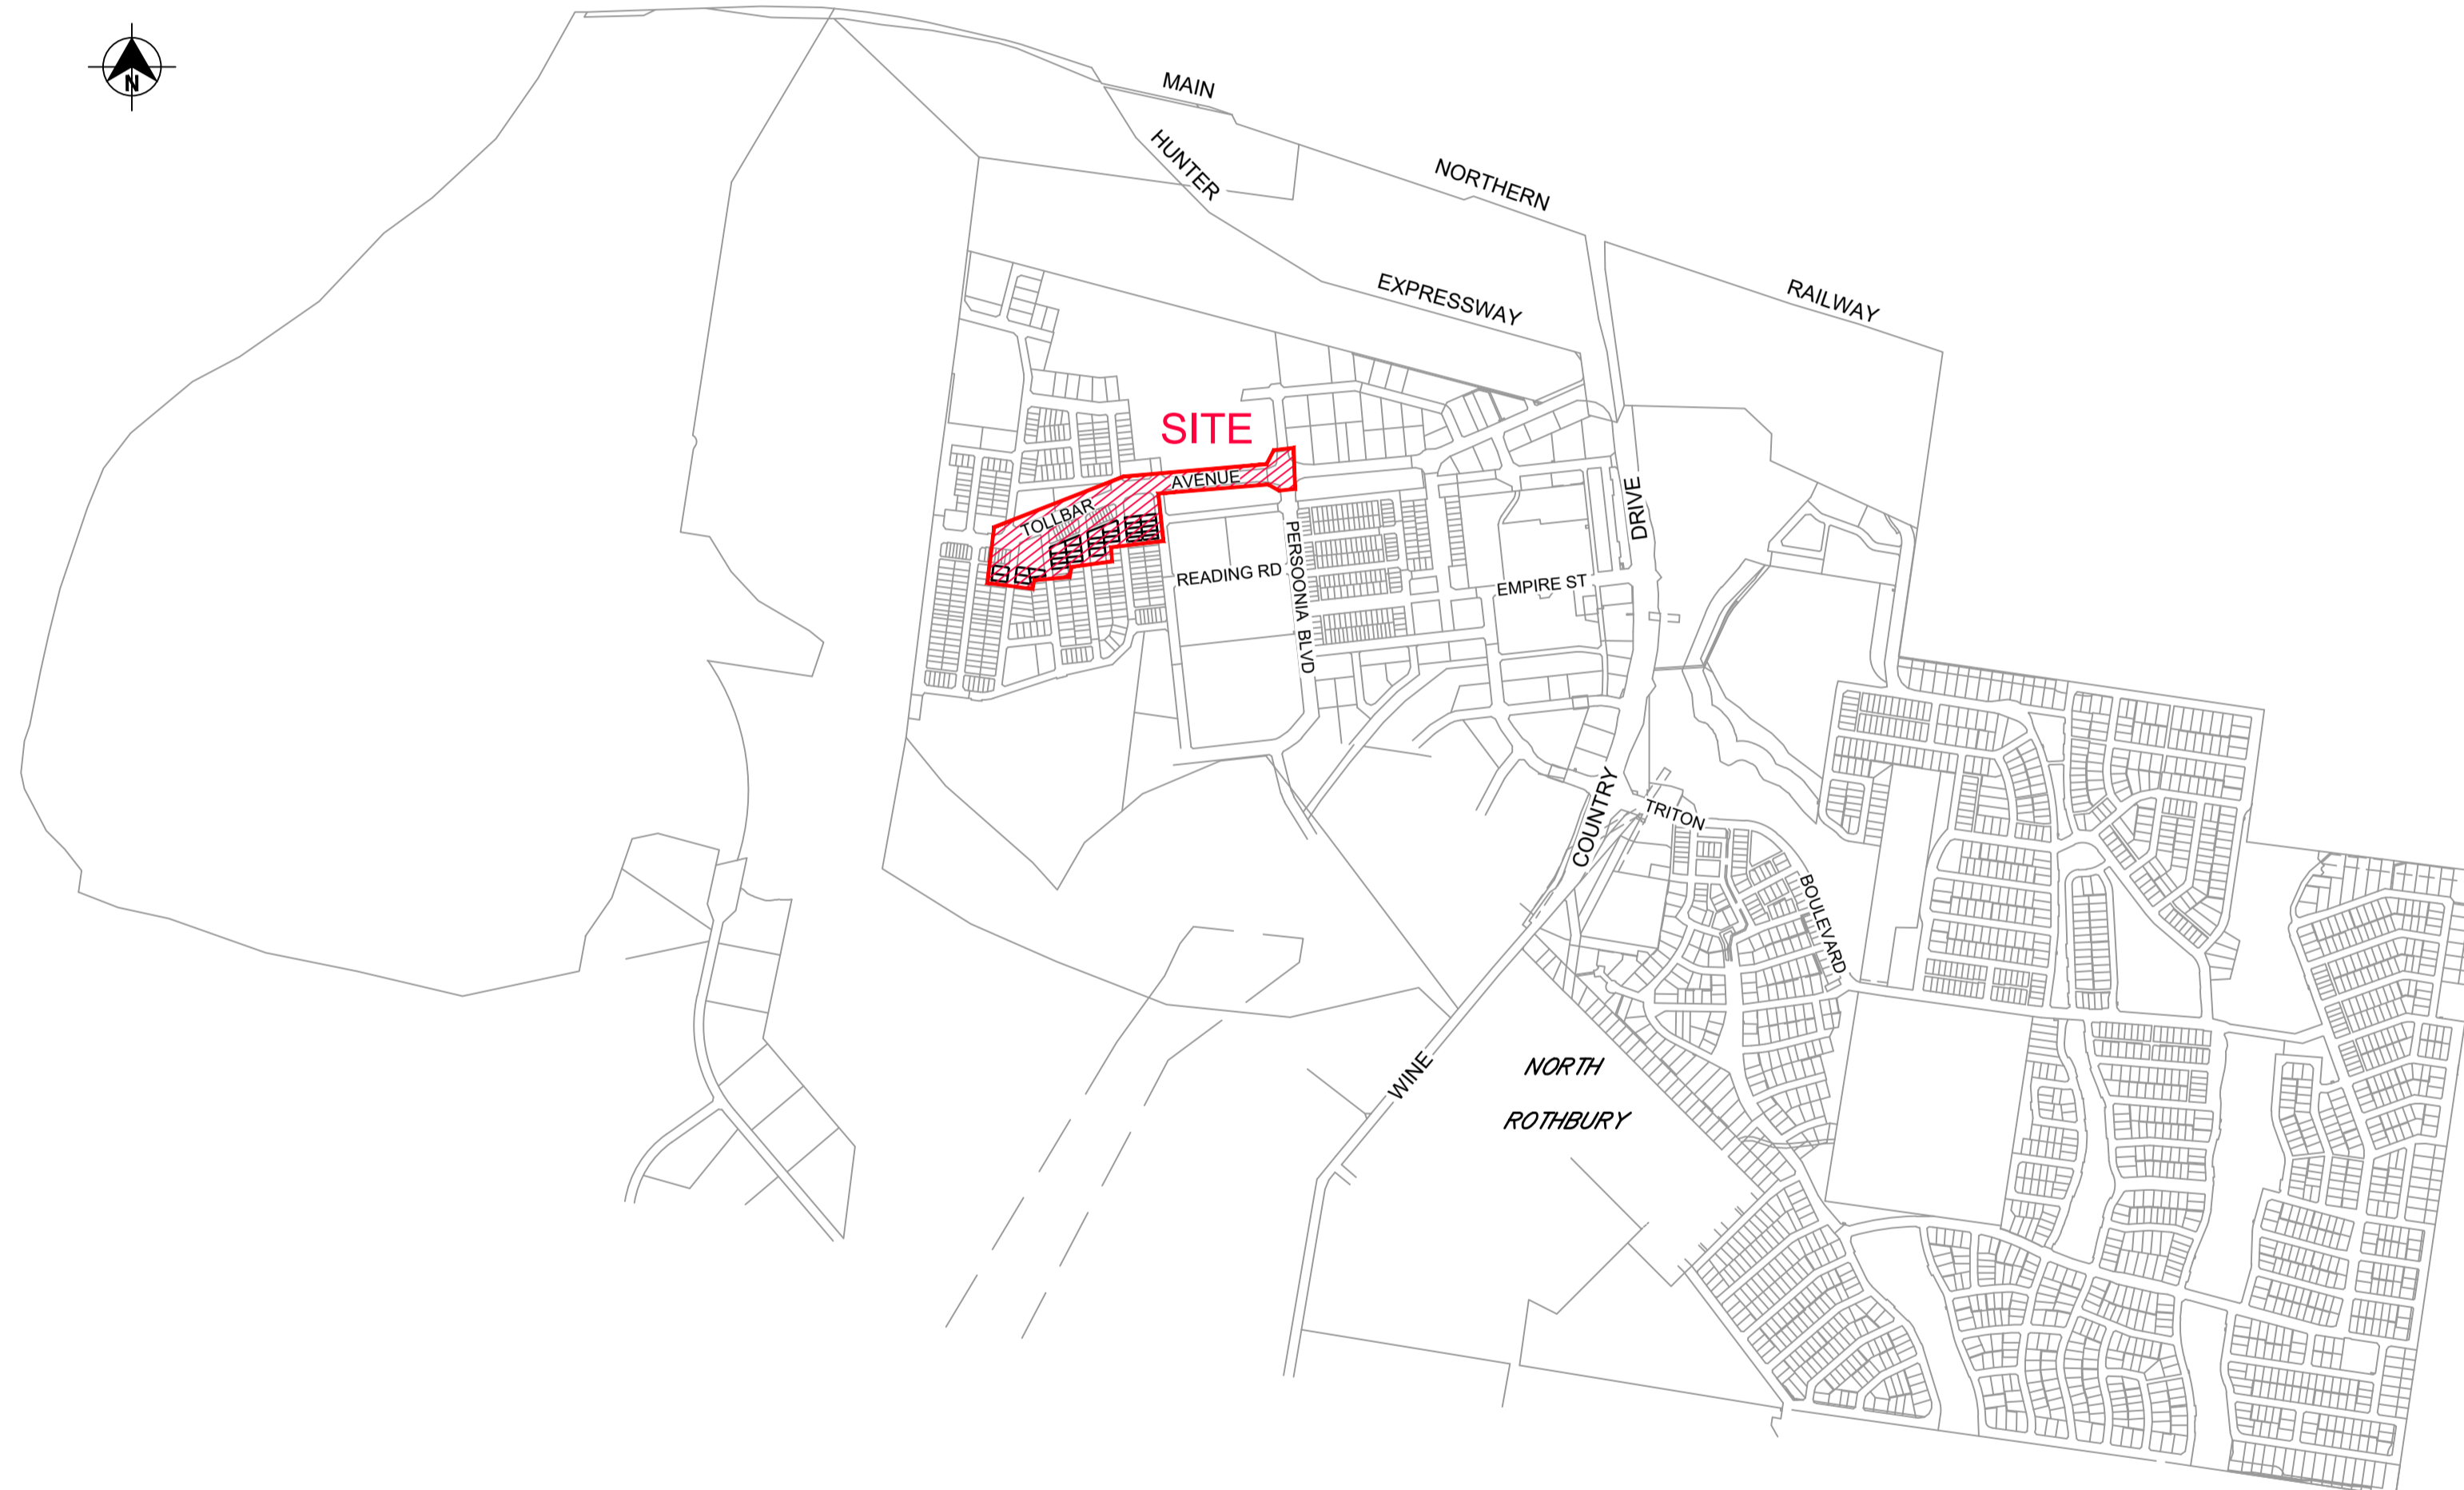 N
MAIN
HUNTER
NORTHERN
EXPRESSWAY
RAILWAY
SITE
TOLLBAR AVENUE
DRIVE
READING RD
PERSOONIA BLVD
EMPIRE ST
COUNTRY
TRITON
BOULEVARD
WINE
NORTH
ROTHBURY